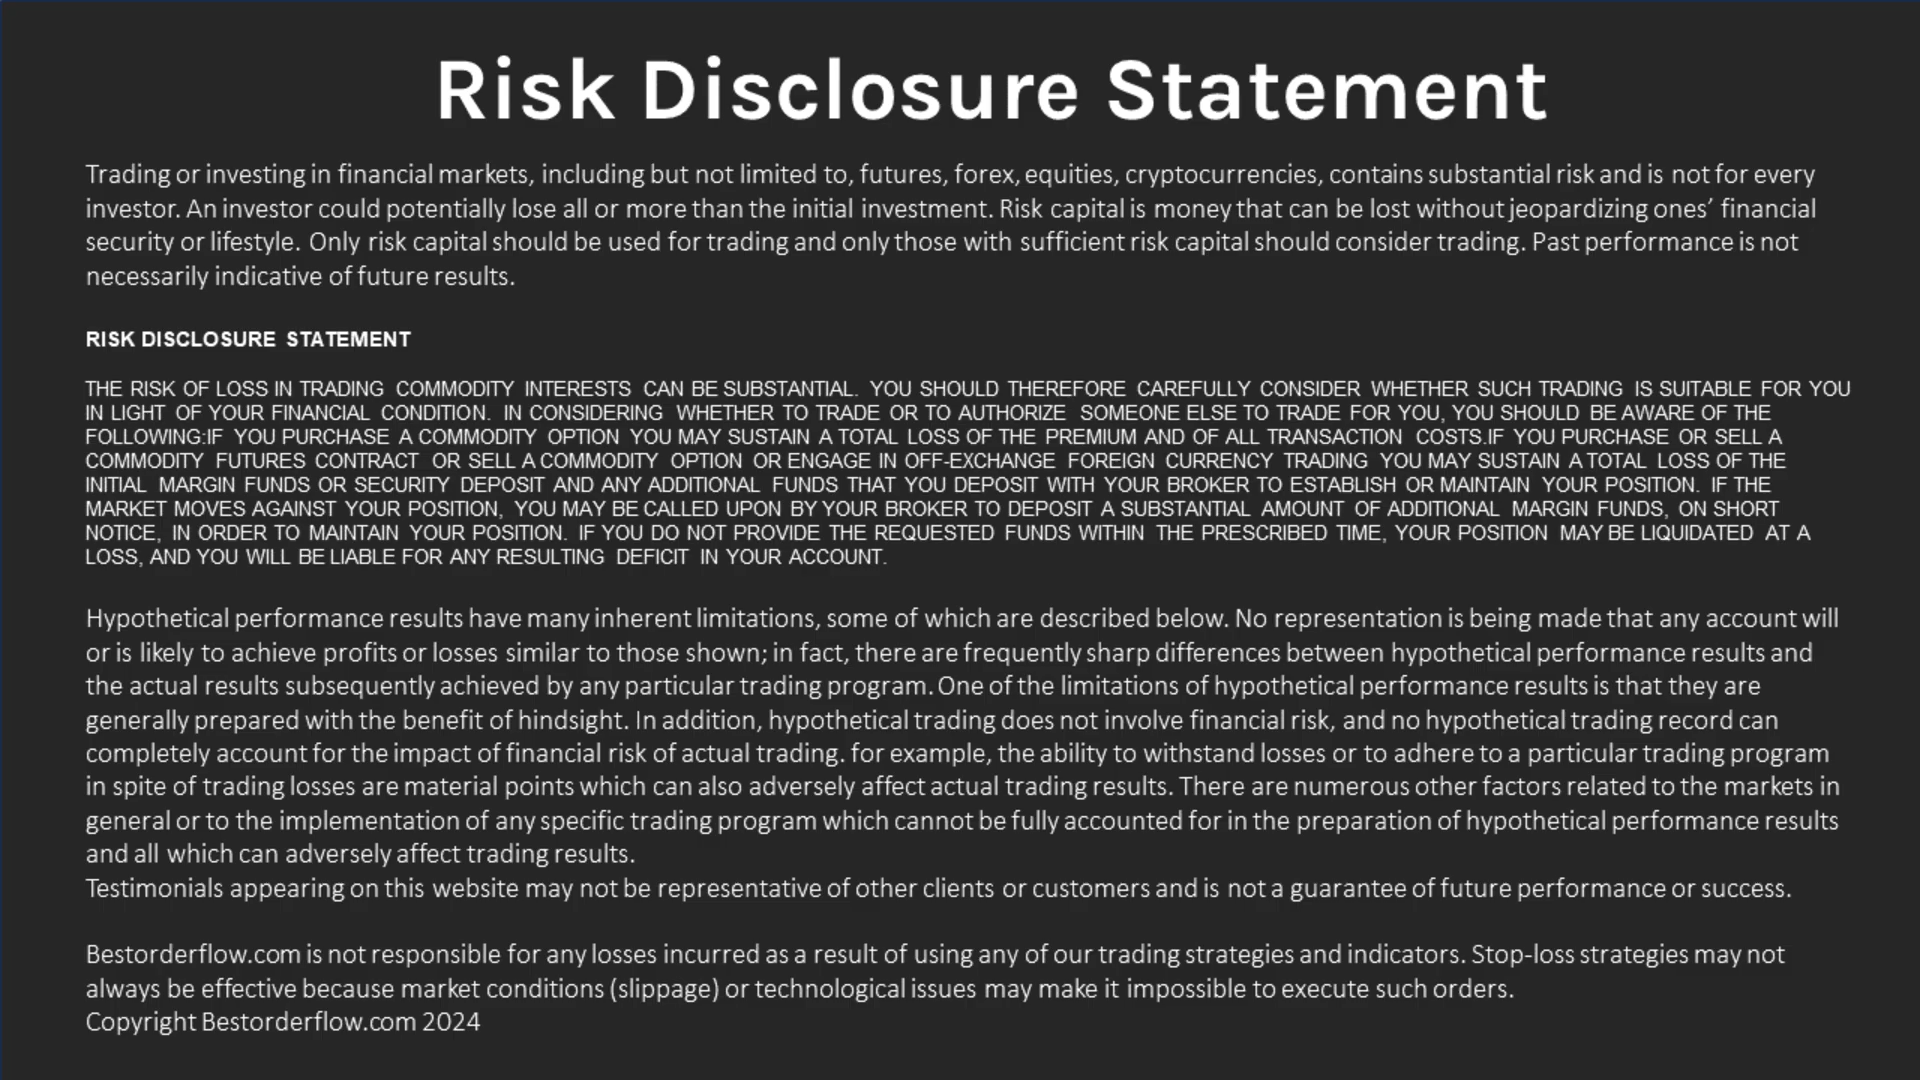 Risk Disclosure Statement
Trading or investing in financial markets, including but not limited to, futures, forex, equities, cryptocurrencies, contains substantial risk and is not for every
investor. An investor could potentially lose all or more than the initial investment. Risk capital is money that can be lost without jeopardizing ones’ financial
security or lifestyle. Only risk capital should be used for trading and only those with sufficient risk capital should consider trading. Past performance is not
necessarily indicative of future results.
RISK DISCLOSURE STATEMENT
THE RISK OF LOSS IN TRADING COMMODITY INTERESTS CAN BE SUBSTANTIAL. YOU SHOULD THEREFORE CAREFULLY CONSIDER WHETHER SUCH TRADING IS SUITABLE FOR YOU
IN LIGHT OF YOUR FINANCIAL CONDITION. IN CONSIDERING WHETHER TO TRADE OR TO AUTHORIZE SOMEONE ELSE TO TRADE FOR YOU, YOU SHOULD BE AWARE OF THE
FOLLOWING:IF YOU PURCHASE A COMMODITY OPTION YOU MAY SUSTAIN A TOTAL LOSS OF THE PREMIUM AND OF ALL TRANSACTION COSTS.IF YOU PURCHASE OR SELL A
COMMODITY FUTURES CONTRACT OR SELL A COMMODITY OPTION OR ENGAGE IN OFF-EXCHANGE FOREIGN CURRENCY TRADING YOU MAY SUSTAIN A TOTAL LOSS OF THE
INITIAL MARGIN FUNDS OR SECURITY DEPOSIT AND ANY ADDITIONAL FUNDS THAT YOU DEPOSIT WITH YOUR BROKER TO ESTABLISH OR MAINTAIN YOUR POSITION. IF THE
MARKET MOVES AGAINST YOUR POSITION, YOU MAY BE CALLED UPON BY YOUR BROKER TO DEPOSIT A SUBSTANTIAL AMOUNT OF ADDITIONAL MARGIN FUNDS, ON SHORT
NOTICE, IN ORDER TO MAINTAIN YOUR POSITION. IF YOU DO NOT PROVIDE THE REQUESTED FUNDS WITHIN THE PRESCRIBED TIME, YOUR POSITION MAY BE LIQUIDATED AT A
LOSS, AND YOU WILL BE LIABLE FOR ANY RESULTING DEFICIT IN YOUR ACCOUNT.
Hypothetical performance results have many inherent limitations, some of which are described below. No representation is being made that any account will
or is likely to achieve profits or losses similar to those shown; in fact, there are frequently sharp differences between hypothetical performance results and
the actual results subsequently achieved by any particular trading program. One of the limitations of hypothetical performance results is that they are
generally prepared with the benefit of hindsight. In addition, hypothetical trading does not involve financial risk, and no hypothetical trading record can
completely account for the impact of financial risk of actual trading. for example, the ability to withstand losses or to adhere to a particular trading program
in spite of trading losses are material points which can also adversely affect actual trading results. There are numerous other factors related to the markets in
general or to the implementation of any specific trading program which cannot be fully accounted for in the preparation of hypothetical performance results
and all which can adversely affect trading results.
Testimonials appearing on this website may not be representative of other clients or customers and is not a guarantee of future performance or success.
Bestorderflow.com is not responsible for any losses incurred as a result of using any of our trading strategies and indicators. Stop-loss strategies may not
always be effective because market conditions (slippage) or technological issues may make it impossible to execute such orders.
Copyright Bestorderflow.com 2024